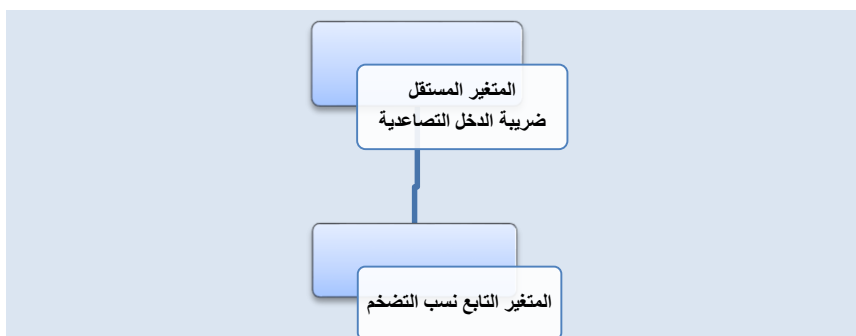 المتغير المستقل
ضريبة الدخل التصاعدية
المتغير التابع نسب التضخم